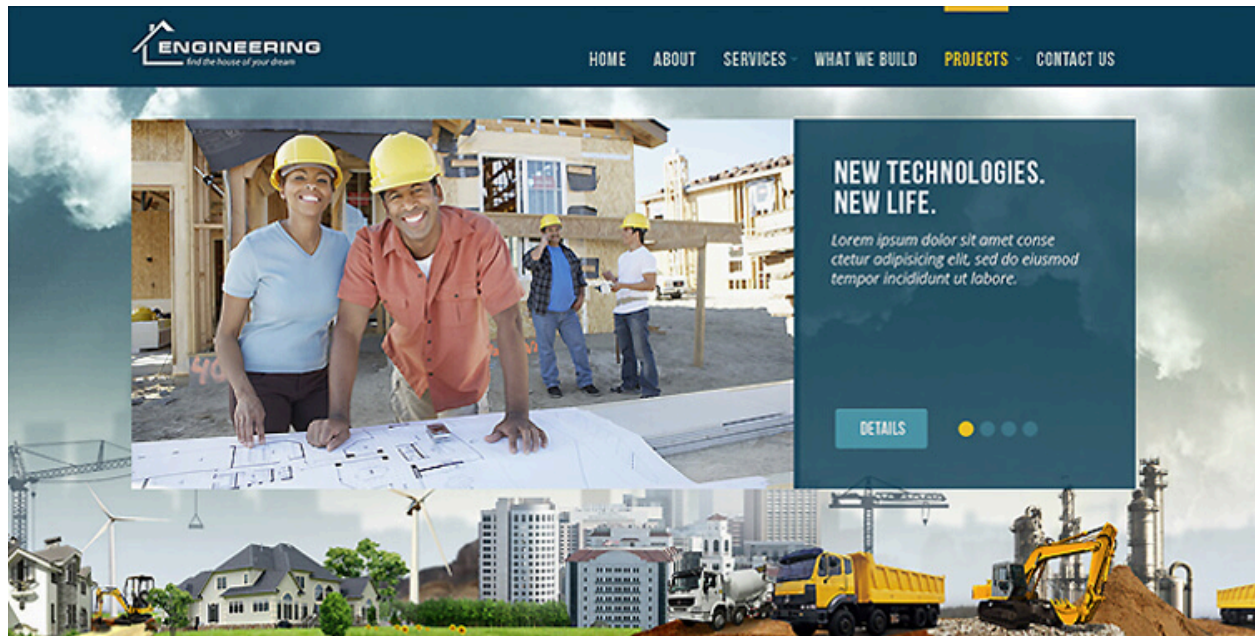 ENGINEERING
find the house of your dream
HOME ABOUT SERVICES WHAT WE BUILD PROJECTS CONTACT US
NEW TECHNOLOGIES.
NEW LIFE.
Lorem ipsum dolor sit amet conse
ctetur adipisicing elit, sed do eiusmod
tempor incididunt ut labore.
40
DETAILS